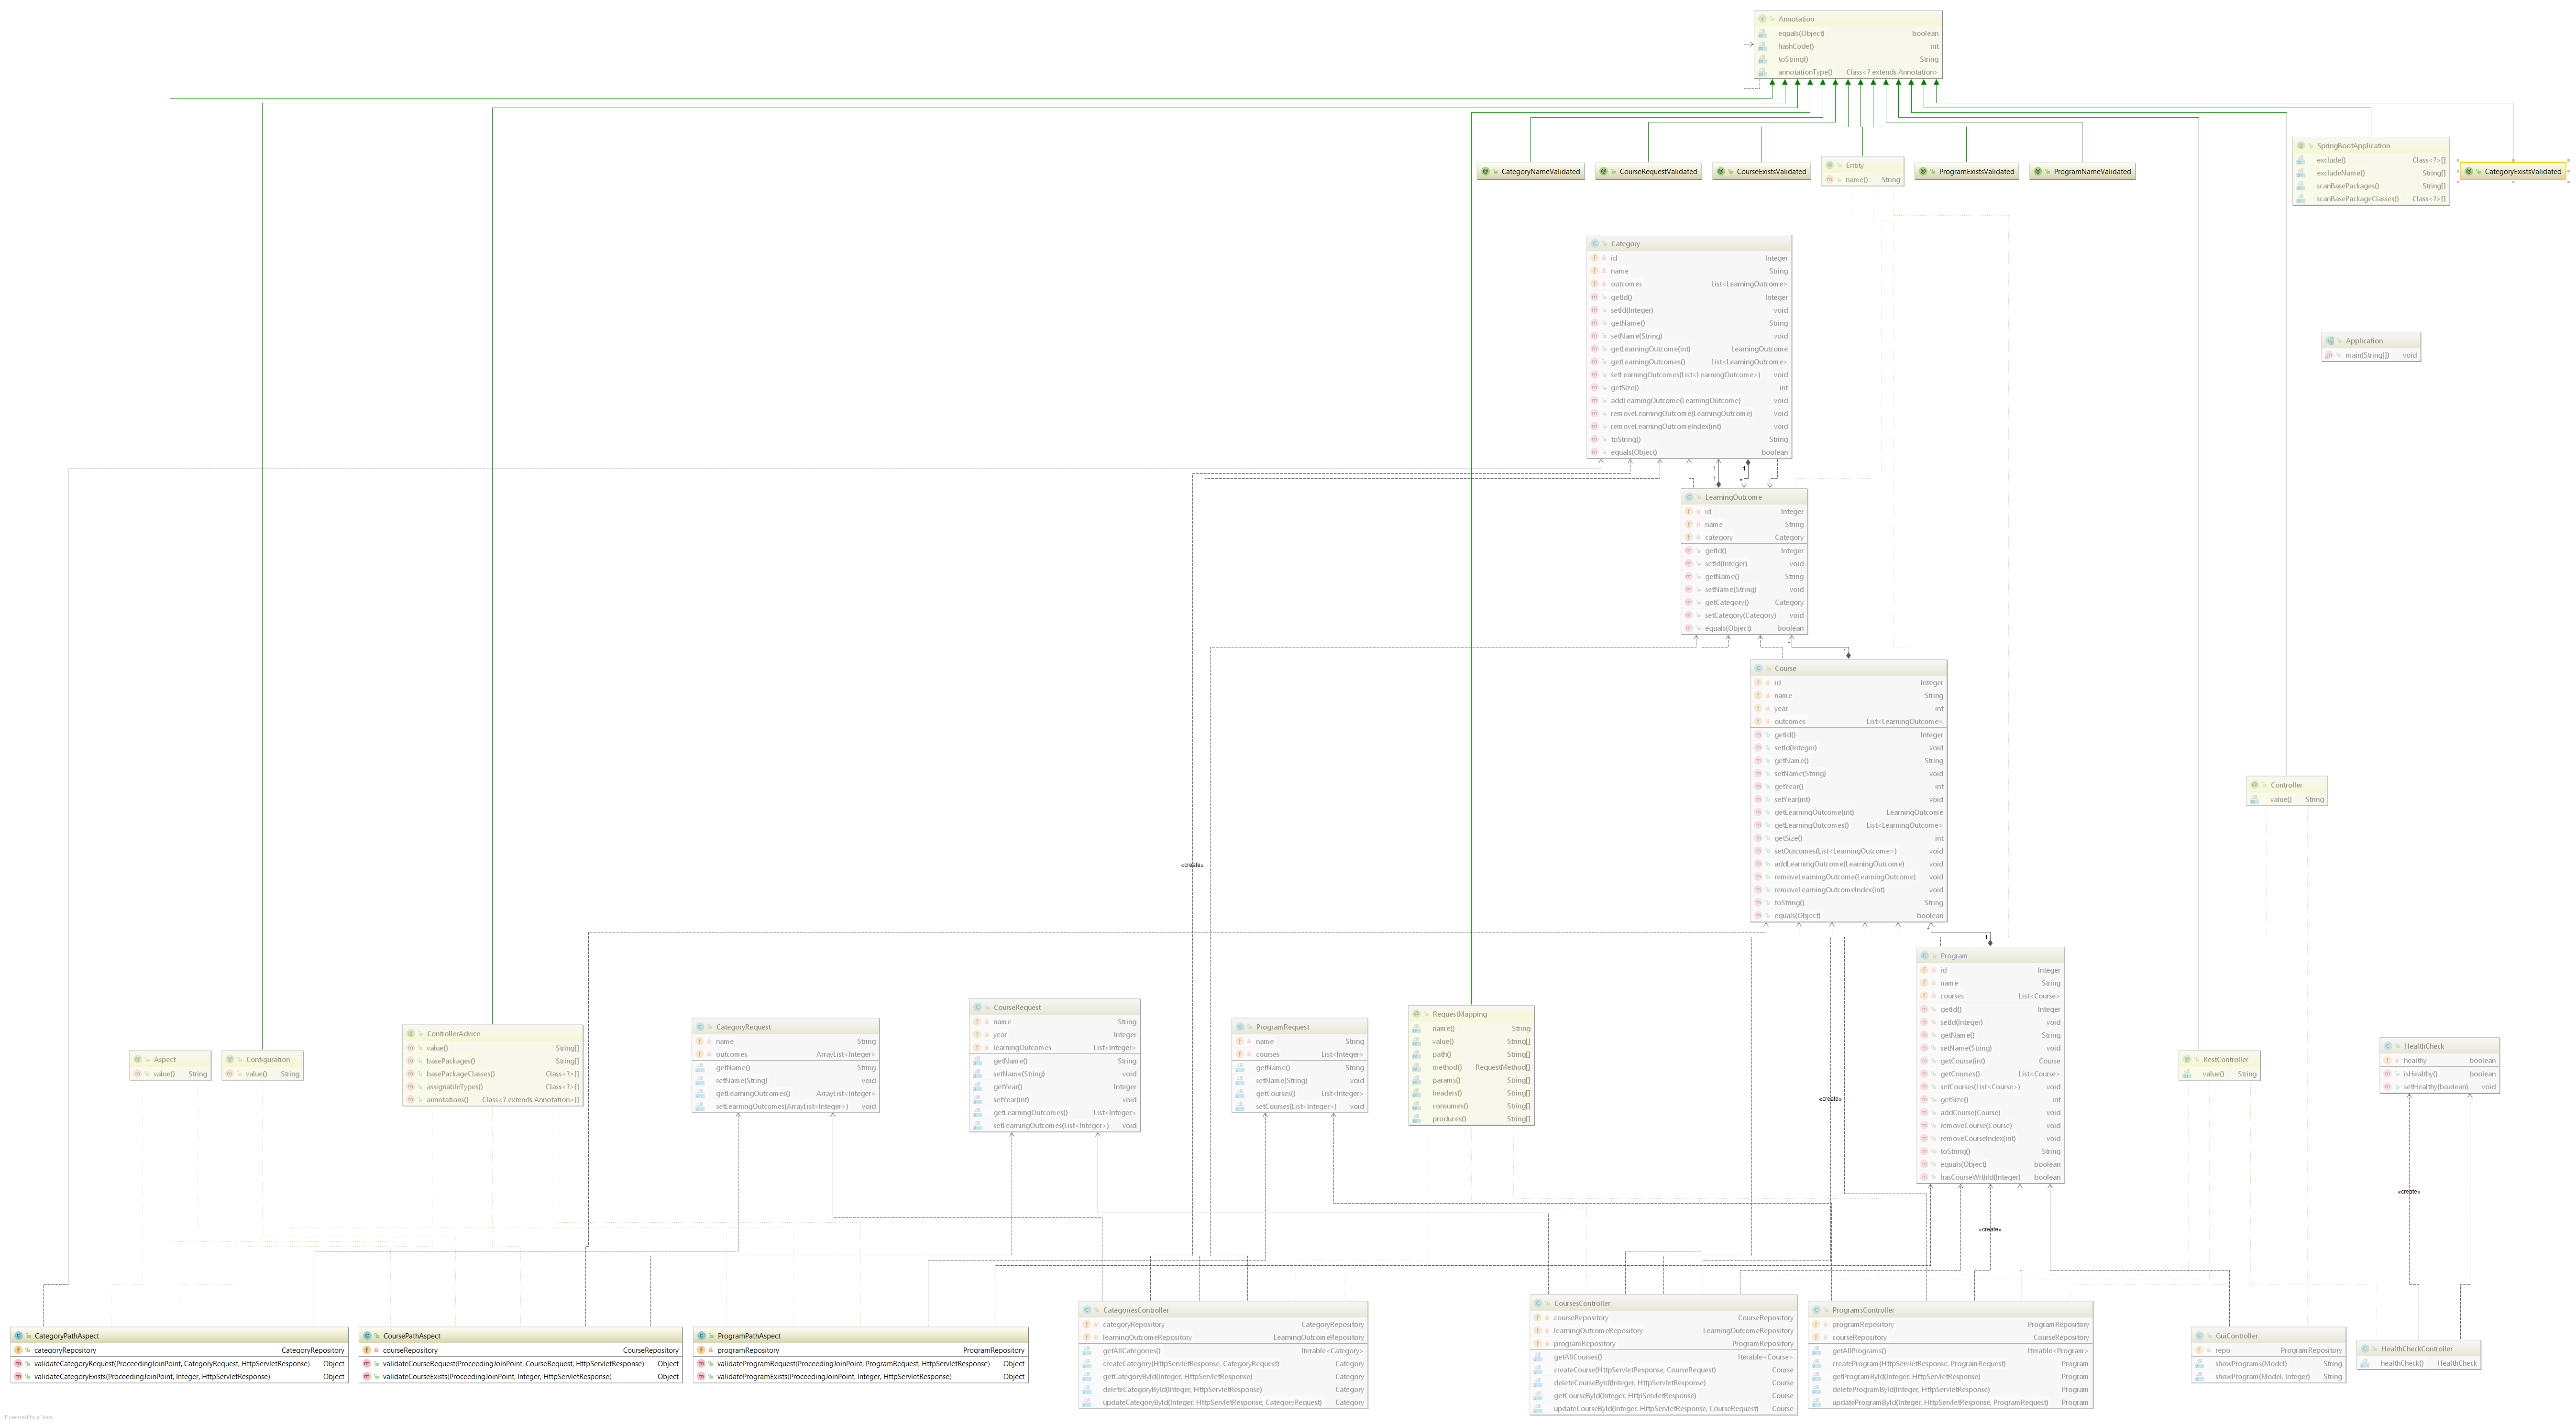 Annotation
equals(Object) boolean
hashCode() int
toString() String
annotationType() Class<? extends Annotation>
CategoryNameValidated
CourseRequestValidated
CourseExistsValidated
Entity
name() String
ProgramExistsValidated
ProgramNameValidated
SpringBootApplication
exclude() Class<?>[]
excludeName() String[]
scanBasePackages() String[]
scanBasePackageClasses() Class<?>[]
CategoryExistsValidated
Category
id Integer
name String
outcomes List<LearningOutcome>
getId() Integer
setId(Integer) void
getName() String
setName(String) void
getLearningOutcome(int) LearningOutcome
getLearningOutcomes() List<LearningOutcome>
setLearningOutcomes(List<LearningOutcome>) void
getSize() int
addLearningOutcome(LearningOutcome) void
removeLearningOutcome(LearningOutcome) void
removeLearningOutcomeIndex(int) void
toString() String
equals(Object) boolean
Application
main(String[]) void
1
1
1
*
LearningOutcome
id Integer
name String
category Category
getId() Integer
setId(Integer) void
getName() String
setName(String) void
getCategory() Category
setCategory(Category) void
equals(Object) boolean
*
1
Course
id Integer
name String
year int
outcomes List<LearningOutcome>
getId() Integer
setId(Integer) void
getName() String
setName(String) void
getYear() int
setYear(int) void
getLearningOutcome(int) LearningOutcome
getLearningOutcomes() List<LearningOutcome>
getSize() int
setOutcomes(List<LearningOutcome>) void
addLearningOutcome(LearningOutcome) void
removeLearningOutcome(LearningOutcome) void
removeLearningOutcomeIndex(int) void
toString() String
equals(Object) boolean
Controller
value() String
«create»
*
1
Program
id Integer
name String
courses List<Course>
getId() Integer
setId(Integer) void
getName() String
setName(String) void
getCourse(int) Course
getCourses() List<Course>
setCourses(List<Course>) void
getSize() int
addCourse(Course) void
removeCourse(Course) void
removeCourseIndex(int) void
toString() String
equals(Object) boolean
hasCourseWithId(Integer) boolean
Aspect
value() String
Configuration
value() String
ControllerAdvice
value() String[]
basePackages() String[]
basePackageClasses() Class<?>[]
assignableTypes() Class<?>[]
annotations() Class<? extends Annotation>[]
CategoryRequest
name String
outcomes ArrayList<Integer>
getName() String
setName(String) void
getLearningOutcomes() ArrayList<Integer>
setLearningOutcomes(ArrayList<Integer>) void
CourseRequest
name String
year Integer
learningOutcomes List<Integer>
getName() String
setName(String) void
getYear() Integer
setYear(int) void
getLearningOutcomes() List<Integer>
setLearningOutcomes(List<Integer>) void
ProgramRequest
name String
courses List<Integer>
getName() String
setName(String) void
getCourses() List<Integer>
setCourses(List<Integer>) void
RequestMapping
name() String
value() String[]
path() String[]
method() RequestMethod[]
params() String[]
headers() String[]
consumes() String[]
produces() String[]
«create»
RestController
value() String
HealthCheck
healthy boolean
isHealthy() boolean
setHealthy(boolean) void
«create»
«create»
CategoryPathAspect
categoryRepository CategoryRepository
validateCategoryRequest(ProceedingJoinPoint, CategoryRequest, HttpServletResponse) Object
validateCategoryExists(ProceedingJoinPoint, Integer, HttpServletResponse) Object
CoursePathAspect
courseRepository CourseRepository
validateCourseRequest(ProceedingJoinPoint, CourseRequest, HttpServletResponse) Object
validateCourseExists(ProceedingJoinPoint, Integer, HttpServletResponse) Object
ProgramPathAspect
programRepository ProgramRepository
validateProgramRequest(ProceedingJoinPoint, ProgramRequest, HttpServletResponse) Object
validateProgramExists(ProceedingJoinPoint, Integer, HttpServletResponse) Object
CategoriesController
categoryRepository CategoryRepository
learningOutcomeRepository LearningOutcomeRepository
getAllCategories() Iterable<Category>
createCategory(HttpServletResponse, CategoryRequest) Category
getCategoryById(Integer, HttpServletResponse) Category
deleteCategoryById(Integer, HttpServletResponse) Category
updateCategoryById(Integer, HttpServletResponse, CategoryRequest) Category
CoursesController
courseRepository CourseRepository
learningOutcomeRepository LearningOutcomeRepository
programRepository ProgramRepository
getAllCourses() Iterable<Course>
createCourse(HttpServletResponse, CourseRequest) Course
deleteCourseById(Integer, HttpServletResponse) Course
getCourseById(Integer, HttpServletResponse) Course
updateCourseById(Integer, HttpServletResponse, CourseRequest) Course
ProgramsController
programRepository ProgramRepository
courseRepository CourseRepository
getAllPrograms() Iterable<Program>
createProgram(HttpServletResponse, ProgramRequest) Program
getProgramById(Integer, HttpServletResponse) Program
deleteProgramById(Integer, HttpServletResponse) Program
updateProgramById(Integer, HttpServletResponse, ProgramRequest) Program
GuiController
repo ProgramRepository
showPrograms(Model) String
showProgram(Model, Integer) String
HealthCheckController
healthCheck() HealthCheck
Powered by yFiles